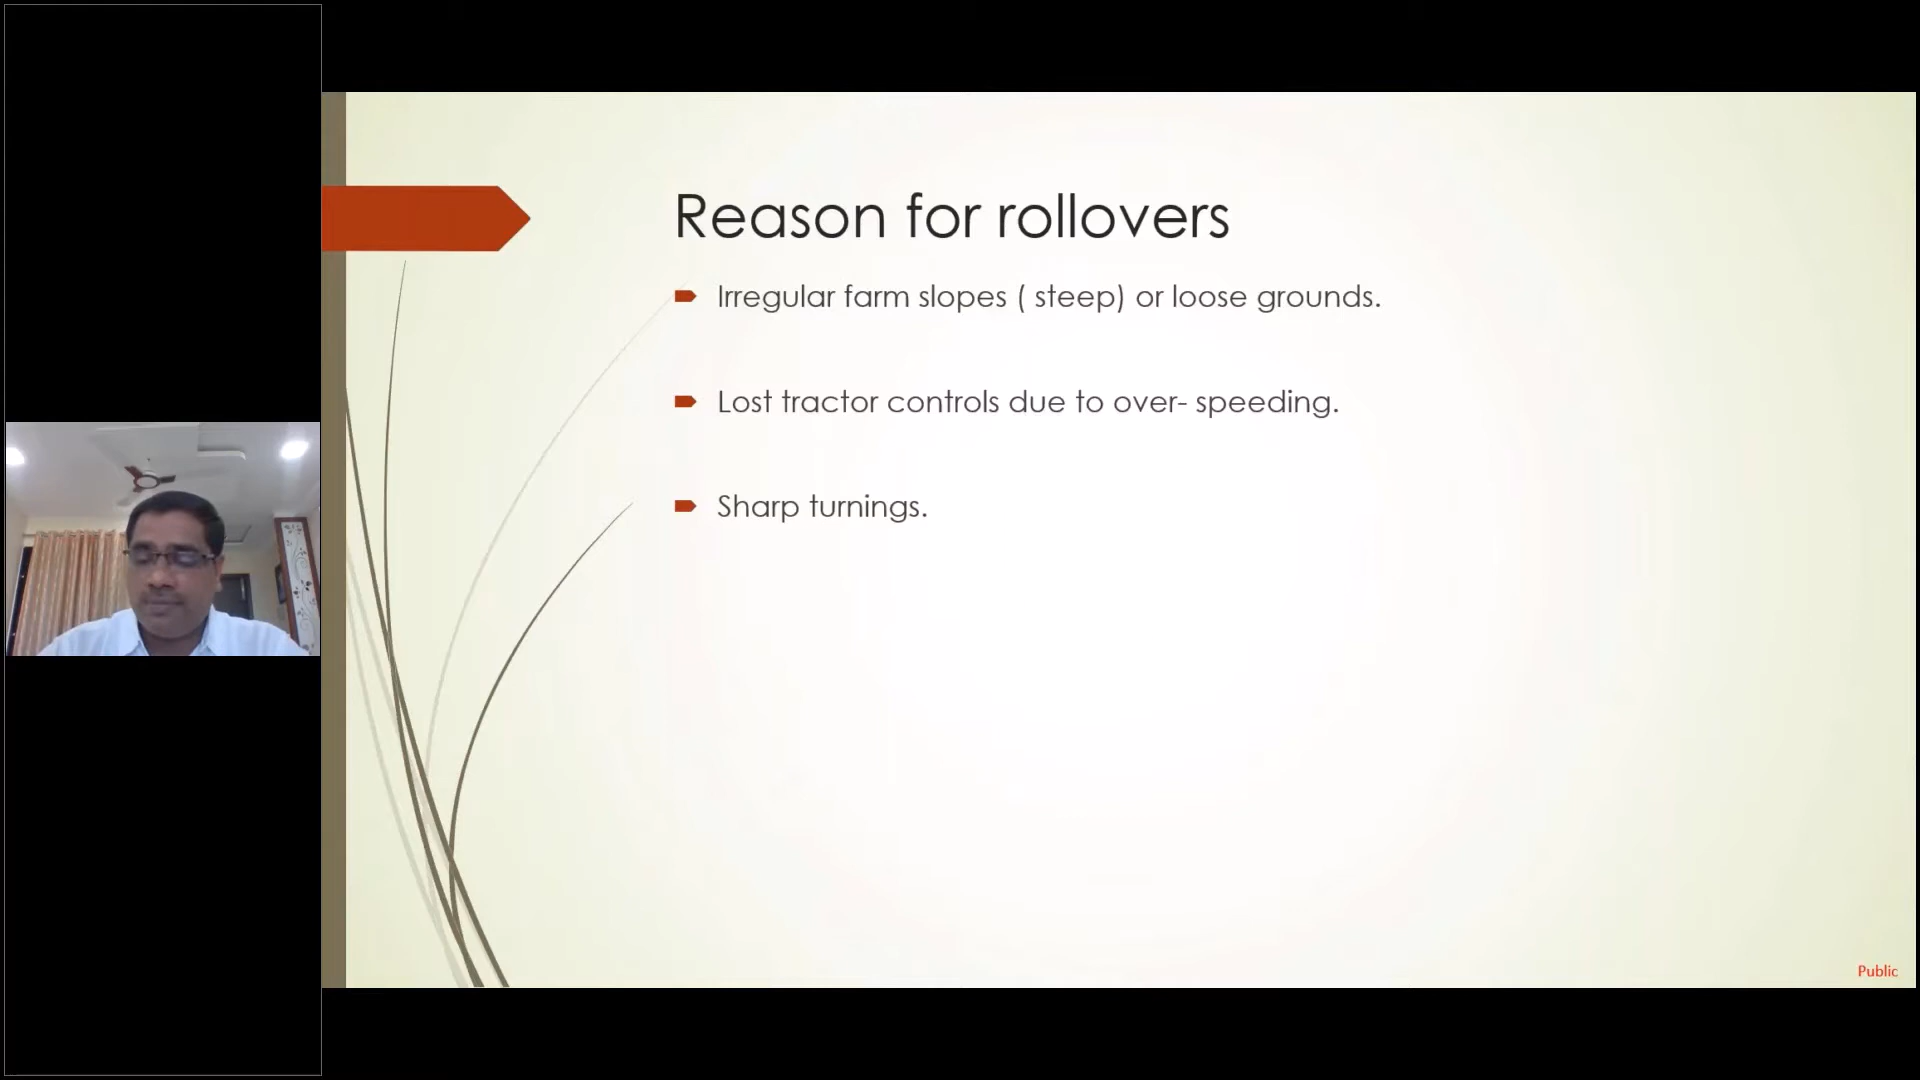 Reason for rollovers
Irregular farm slopes ( steep) or loose grounds.
Lost tractor controls due to over- speeding.
Sharp turnings.
Public